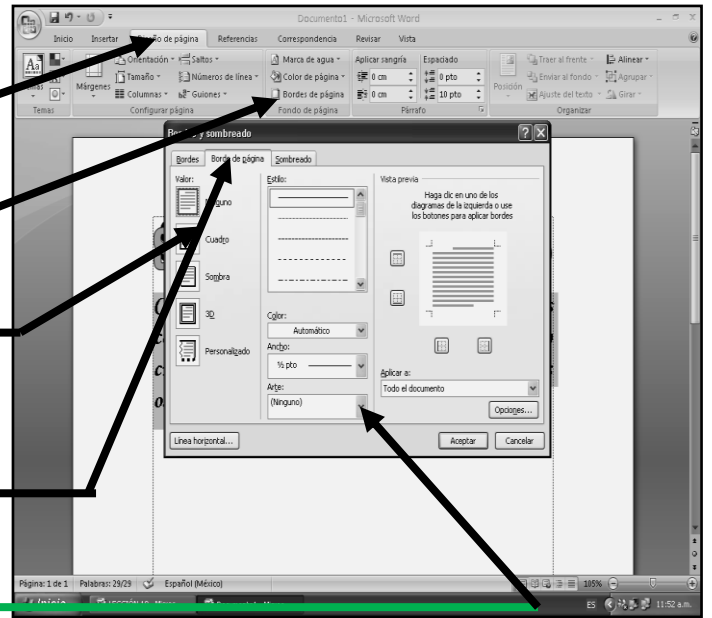 Documento1 - Microsoft Word
Inicio Insertar de página Referencias Correspondencia Revisar Vista
Aa Orientación Saltos Marca de agua Aplicar sangría Espaciado Traer al frente Alinear
Márgenes Tamaño Números de línea Color de página 0 cm 0 pto Posición Enviar al fondo Agrupar
Columnas Guiones Bordes de página 0 cm 10 pto Ajuste del texto Girar
Temas Configurar página Fondo de página Párrafo Organizar
y sombreado
Bordes Borde de página Sombreado
Valor: Estilo: Vista previa
Haga clic en uno de los
diagramas de la izquierda o use
los botones para aplicar bordes
Cuadro
Sombra
3D
Personalizado
Color:
Automático
Ancho:
½ pto
Arte:
(Ninguno)
Aplicar a:
Todo el documento
Opciones...
Línea horizontal... Aceptar Cancelar
Página: 1 de 1 Palabras: 29/29 Español (México) 105%
ES 11:52 a.m.